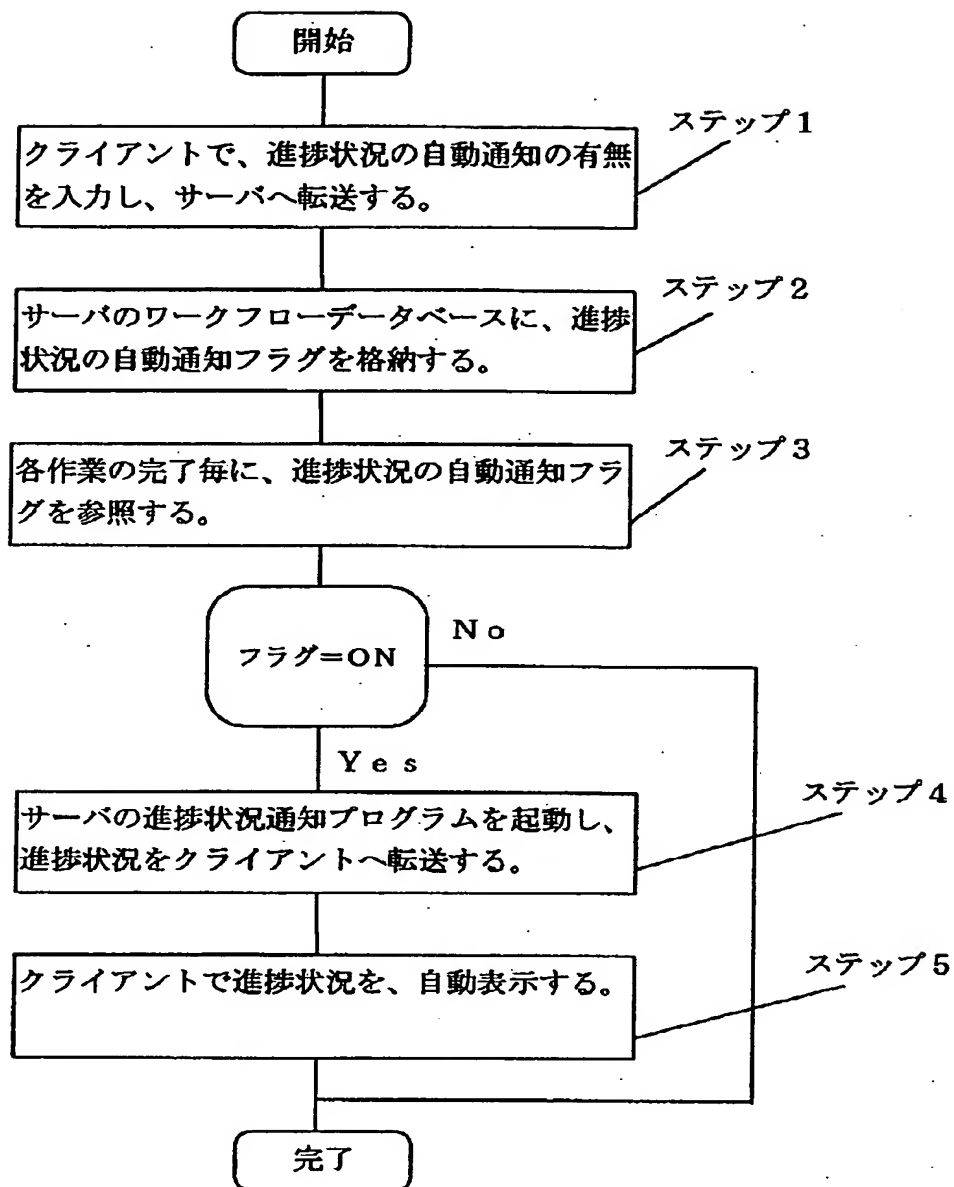 開始
ステップ1
クライアントで、進捗状況の自動通知の有無
を入力し、サーバへ転送する。
ステップ2
サーバのワークフローデータベースに、進捗
状況の自動通知フラグを格納する。
ステップ3
各作業の完了毎に、進捗状況の自動通知フラ
グを参照する。
No
フラグ=ON
Yes
ステップ4
サーバの進捗状況通知プログラムを起動し、
進捗状況をクライアントへ転送する。
ステップ5
クライアントで進捗状況を、自動表示する。
完了